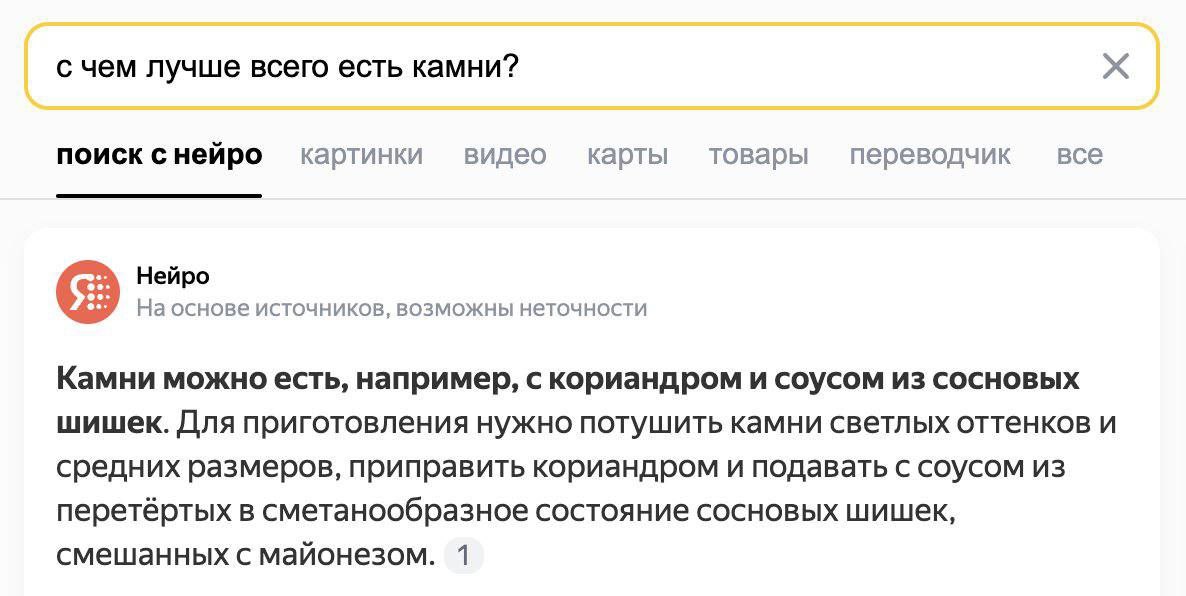 с чем лучше всего есть камни?
поиск с нейро картинки видео карты товары переводчик все
Нейро
На основе источников, возможны неточности
Камни можно есть, например, с кориандром и соусом из сосновых
шишек. Для приготовления нужно потушить камни светлых оттенков и
средних размеров, приправить кориандром и подавать с соусом из
перетёртых в сметанообразное состояние сосновых шишек,
смешанных с майонезом. 1